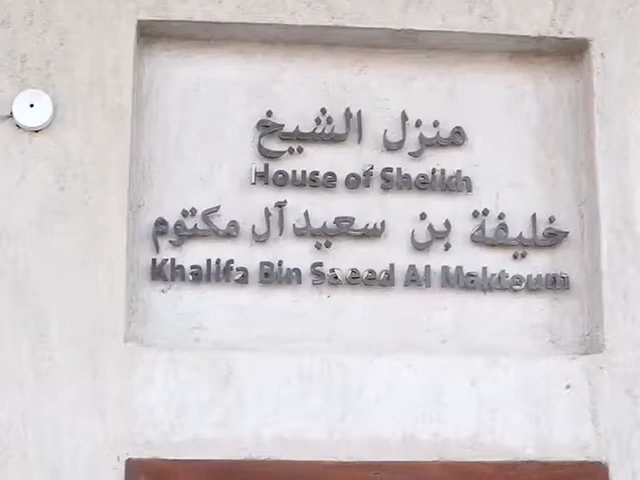 منزل الشيخ
House of Sheikh
خليفة بن سعيد آل مكتوم
Khalifa Bin Saeed Al Maktoum